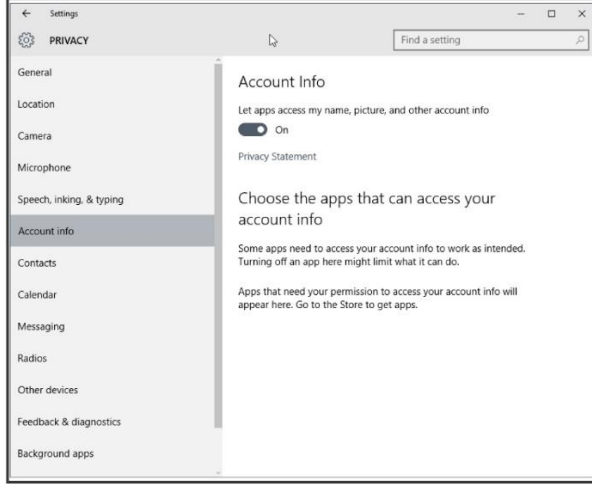 Settings
PRIVACY
Find a setting
General
Location
Camera
Microphone
Speech, inking, & typing
Account info
Contacts
Calendar
Messaging
Radios
Other devices
Feedback & diagnostics
Background apps
Account Info
Let apps access my name, picture, and other account info
On
Privacy Statement
Choose the apps that can access your
account info
Some apps need to access your account info to work as intended.
Turning off an app here might limit what it can do.
Apps that need your permission to access your account info will
appear here. Go to the Store to get apps.